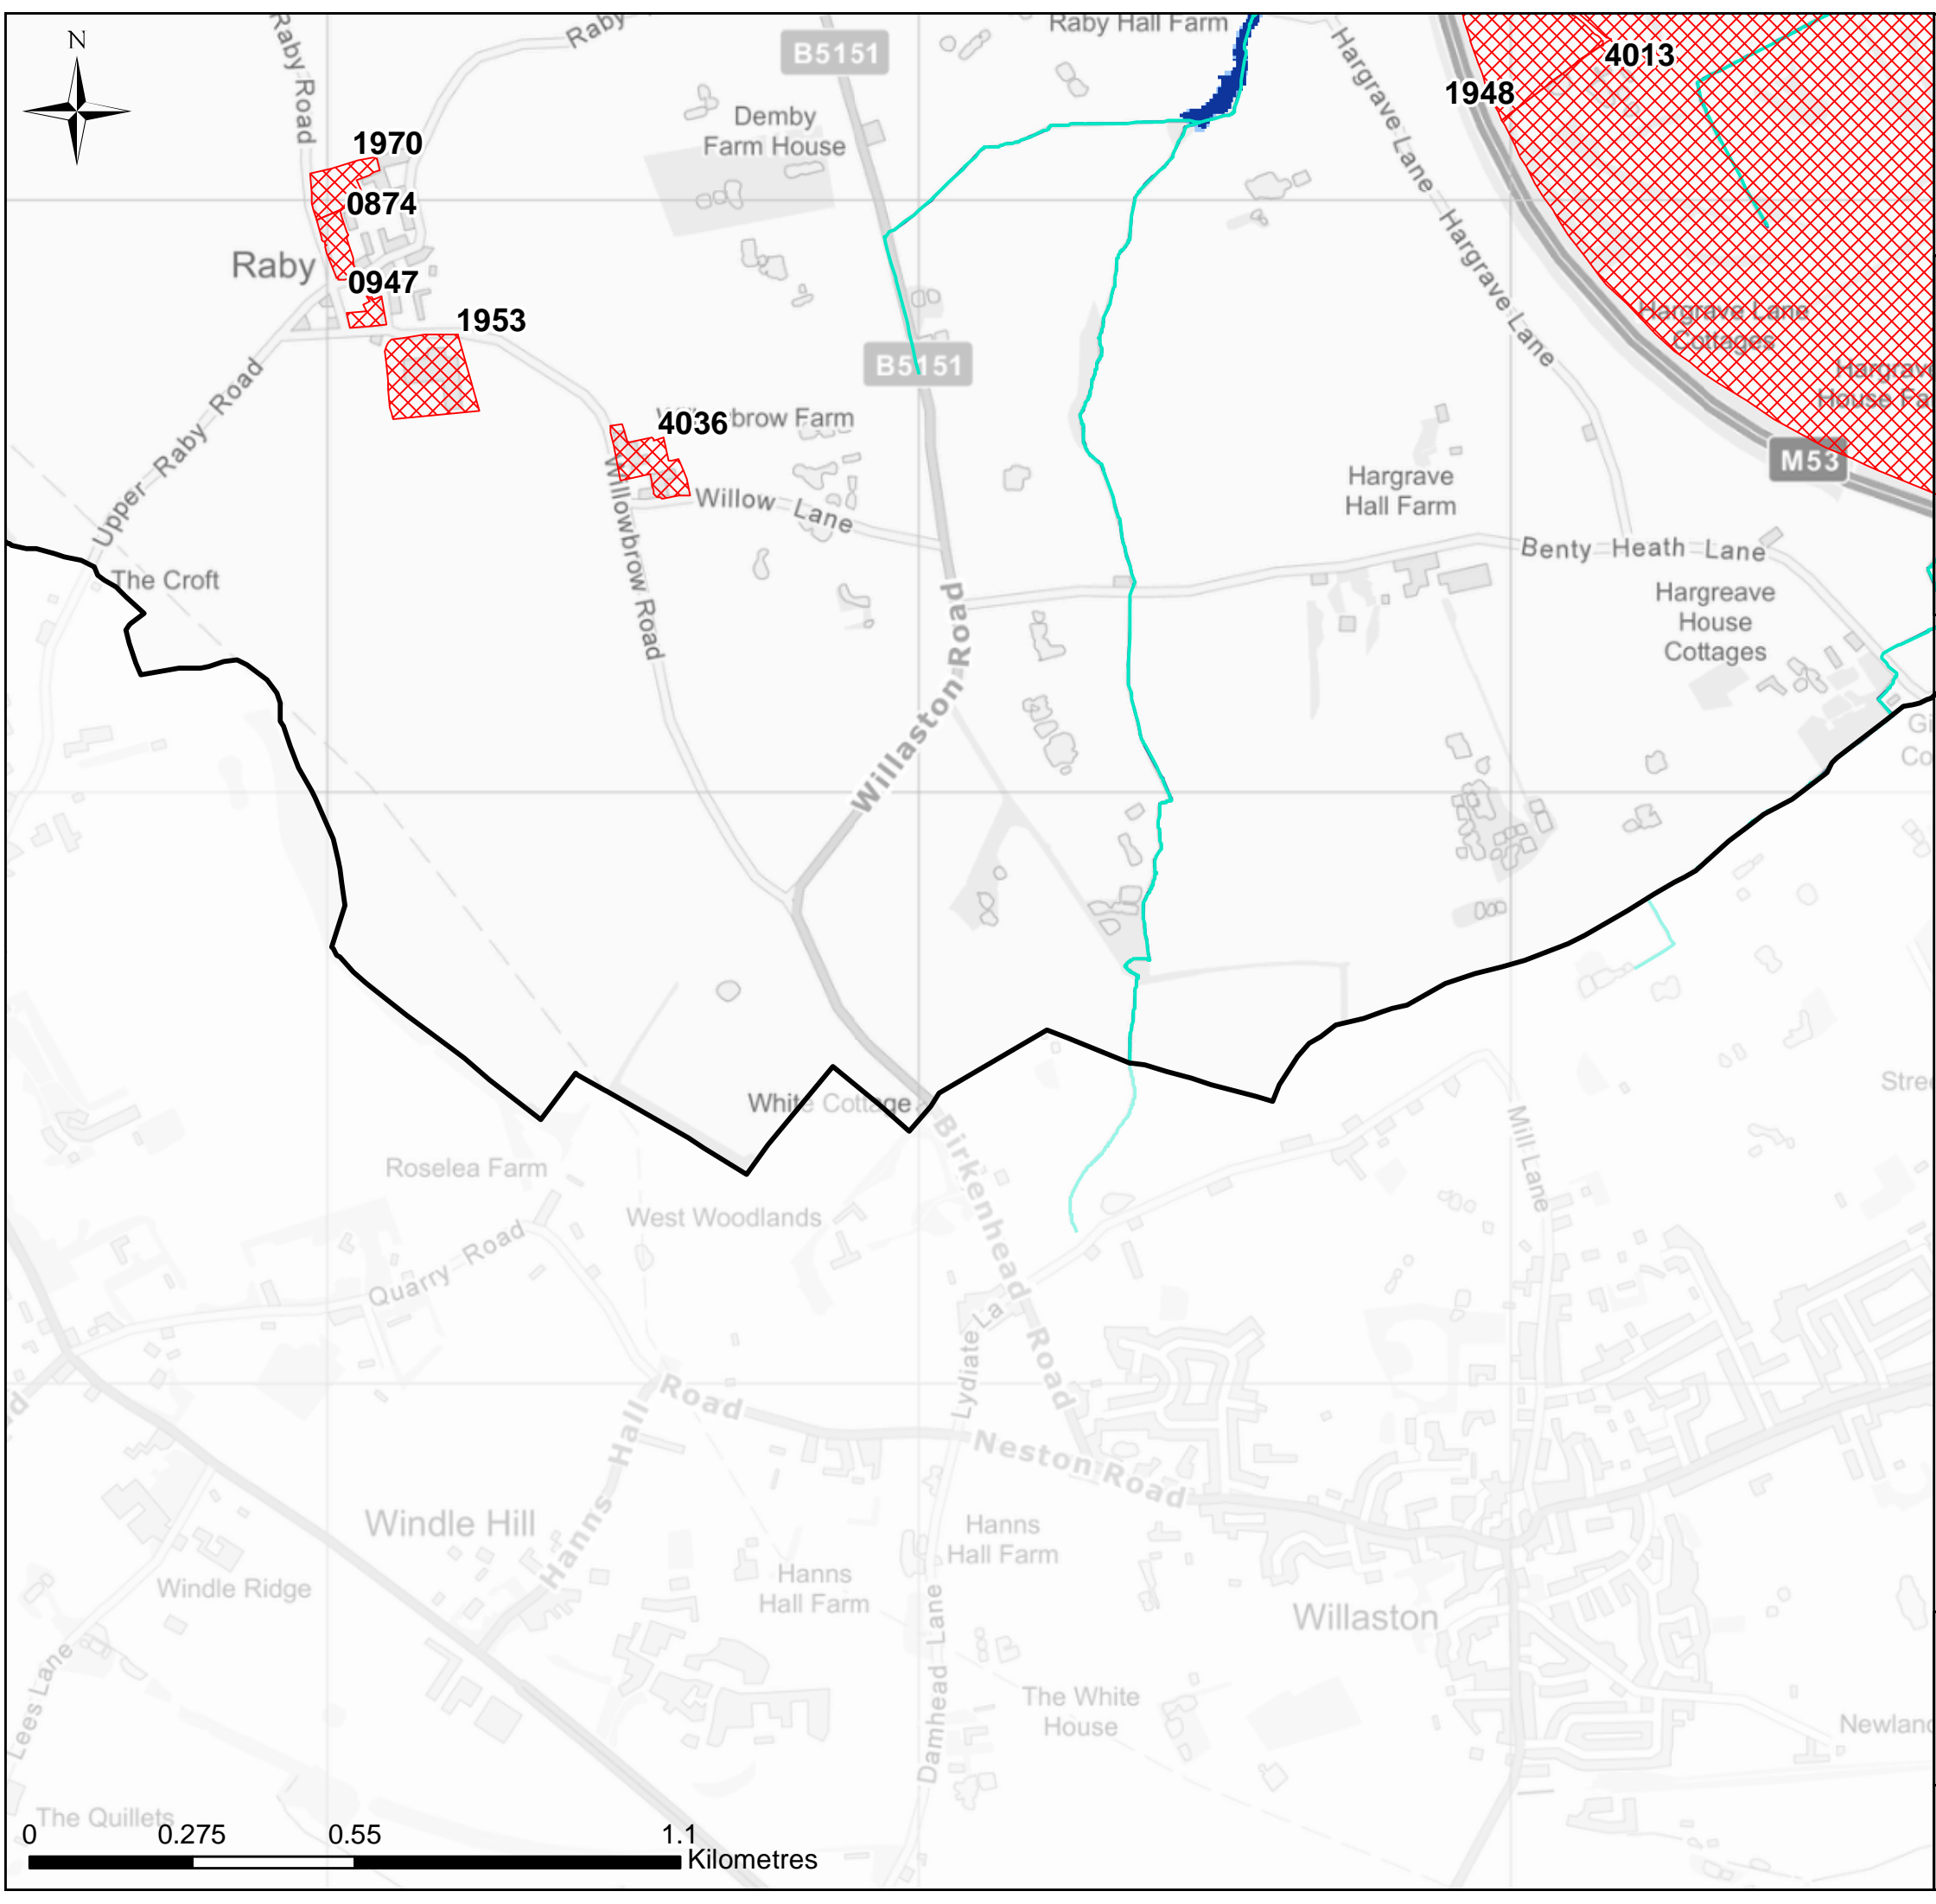 N
Raby Road
Raby
B5151
Raby Hall Farm
Hargrave Lane
Hargrave Lane
4013
1948
1970
0874
Demby
Farm House
Raby
0947
1953
B5151
Hargrave Lane
Cottages
Upper Raby Road
4036
brow Farm
Willow Lane
Willowbrow Road
Hargrave
Hall Farm
M53
Benty Heath Lane
The Croft
Hargreave
House
Cottages
Willaston Road
White Cottage
Birkenhead Road
Mill Lane
Roselea Farm
West Woodlands
Quarry Road
Lydiate La
Hanns Hall Road
Neston Road
Windle Hill
Hanns
Hall Farm
Hanns
Hall Farm
Windle Ridge
Willaston
Damhead Lane
The White
House
Lees Lane
The Quillets
0 0.275 0.55 1.1
Kilometres